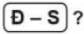 Đ – S ?